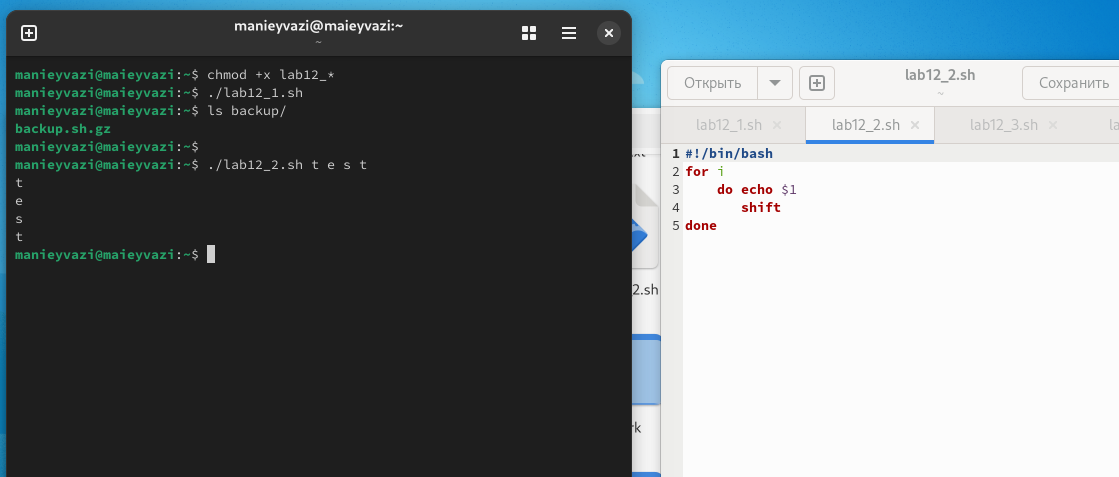 manieyvazi@maieyvazi:~
~
manieyvazi@maieyvazi:~$ chmod +x lab12_*
manieyvazi@maieyvazi:~$ ./lab12_1.sh
manieyvazi@maieyvazi:~$ ls backup/
backup.sh.gz
manieyvazi@maieyvazi:~$
manieyvazi@maieyvazi:~$ ./lab12_2.sh t e s t
t
e
s
t
manieyvazi@maieyvazi:~$
2.sh
rk
Открыть
lab12_2.sh
~
Сохранить
lab12_1.sh
lab12_2.sh
lab12_3.sh
la
1 #!/bin/bash
2 for i
3     do echo $1
4        shift
5 done